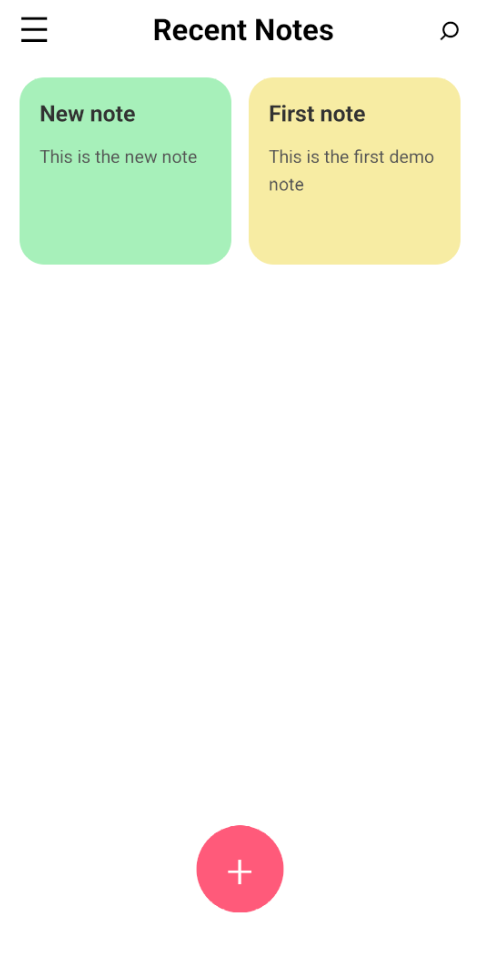 Recent Notes
New note
This is the new note
First note
This is the first demo
note